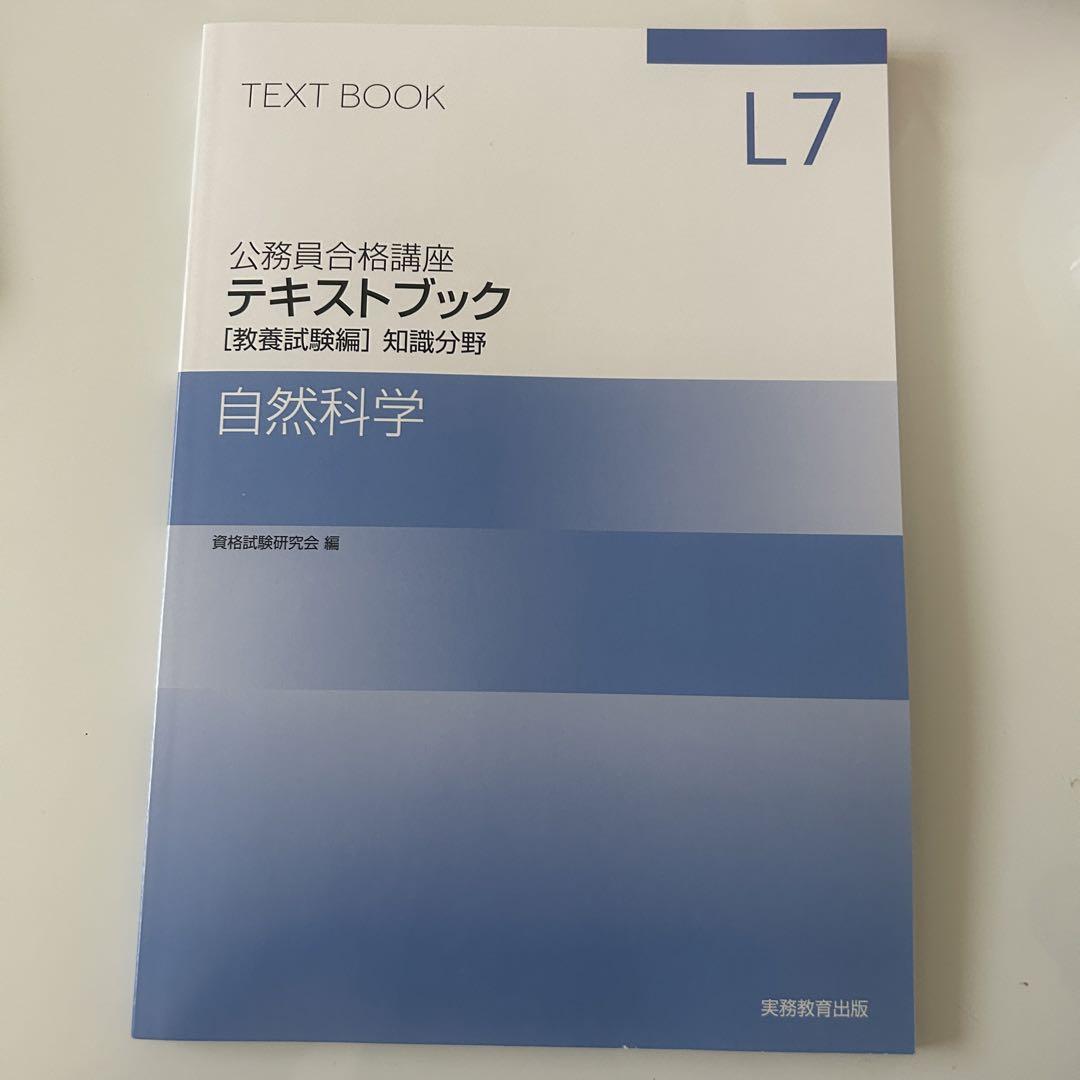 TEXT BOOK
L7
公務員合格講座
テキストブック
［教養試験編］知識分野
自然科学
資格試験研究会 編
実務教育出版